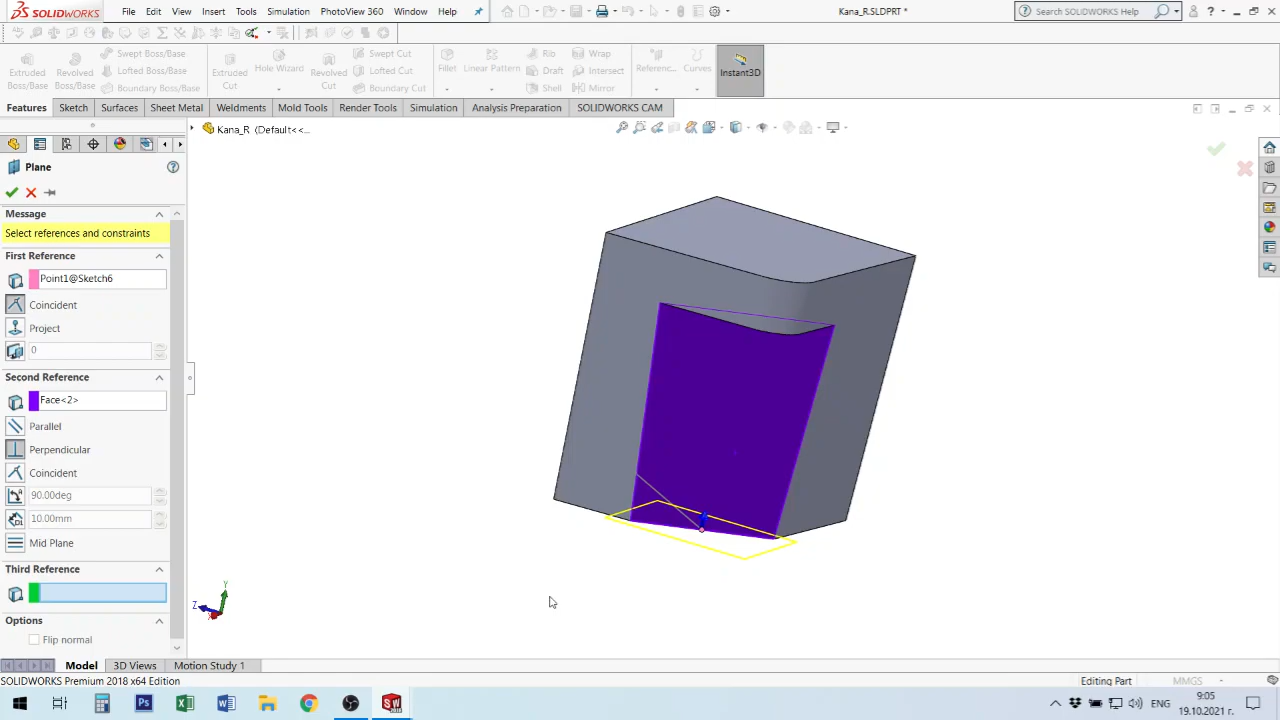 SOLIDWORKS
File Edit View Insert Tools Simulation PhotoView 360 Window Help
Kana_R.SLDPRT *
Search SOLIDWORKS Help
Extruded Boss/Base
Revolved Boss/Base
Swept Boss/Base
Lofted Boss/Base
Boundary Boss/Base
Extruded Cut
Hole Wizard
Revolved Cut
Swept Cut
Lofted Cut
Boundary Cut
Fillet
Linear Pattern
Rib
Draft
Shell
Wrap
Intersect
Mirror
Referenc...
Curves
Instant3D
Features Sketch Surfaces Sheet Metal Weldments Mold Tools Render Tools Simulation Analysis Preparation SOLIDWORKS CAM
Kana_R (Default<<...
Plane
Message
Select references and constraints
First Reference
Point1@Sketch6
Coincident
Project
0
Second Reference
Face<2>
Parallel
Perpendicular
Coincident
90.00deg
10.00mm
Mid Plane
Third Reference
Options
Flip normal
Y
Z
Model 3D Views Motion Study 1
SOLIDWORKS Premium 2018 x64 Edition
Editing Part
MMGS
ENG
9:05
19.10.2021 г.